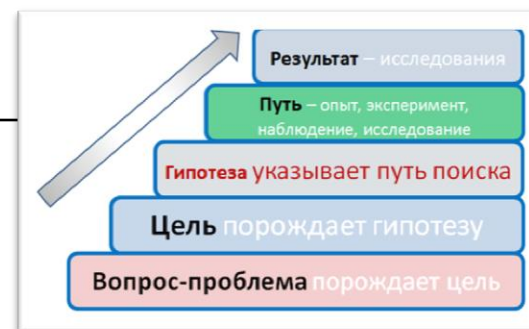 Результат – исследования
Путь – опыт, эксперимент,
наблюдение, исследование
Гипотеза указывает путь поиска
Цель порождает гипотезу
Вопрос-проблема порождает цель